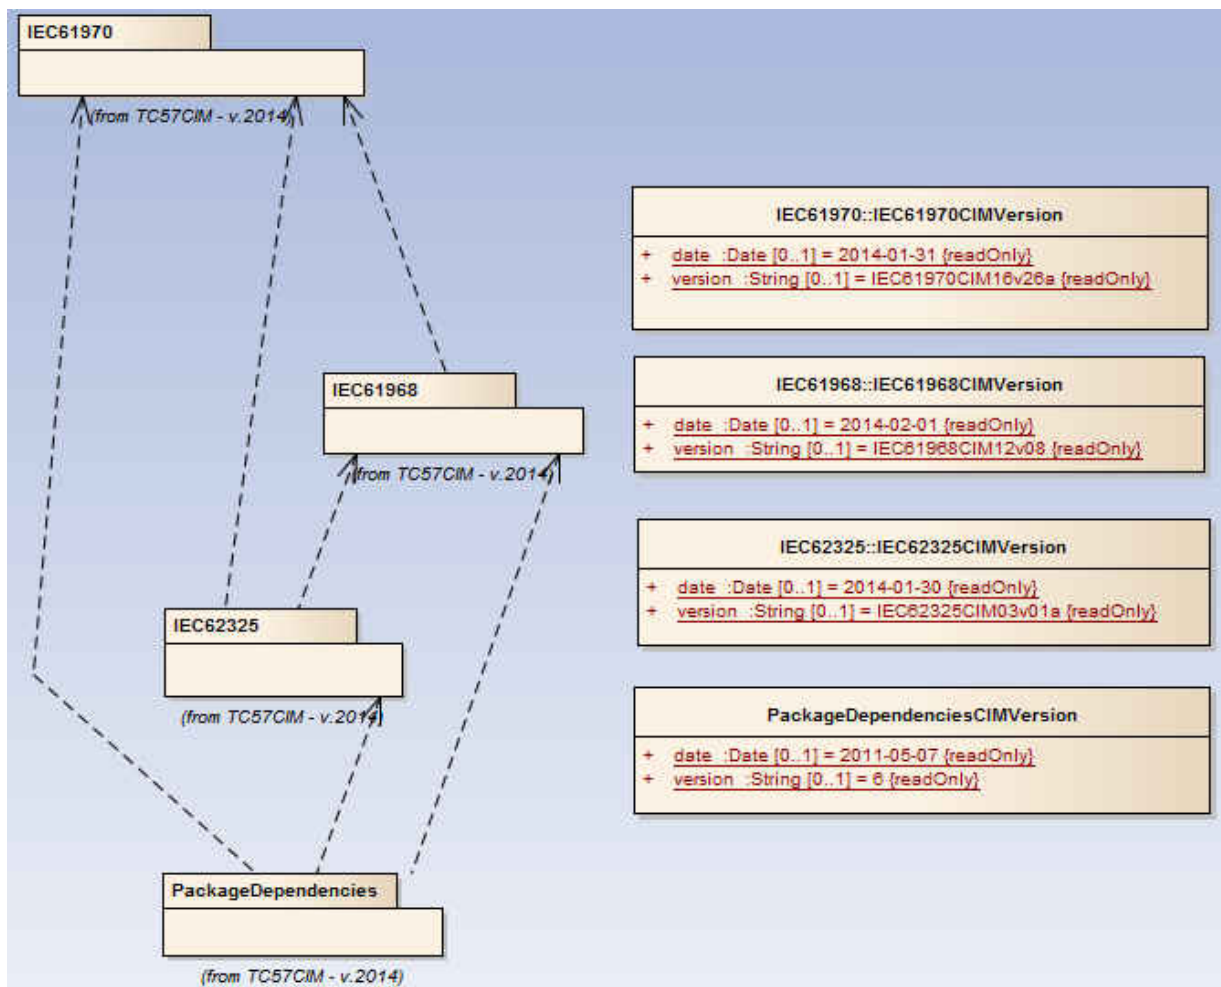 IEC61970
(from TC57CIM - v.2014)
IEC61970::IEC61970CIMVersion
+ date :Date [0..1] = 2014-01-31 {readOnly}
+ version :String [0..1] = IEC61970CIM16v26a {readOnly}
IEC61968
(from TC57CIM - v.2014)
IEC61968::IEC61968CIMVersion
+ date :Date [0..1] = 2014-02-01 {readOnly}
+ version :String [0..1] = IEC61968CIM12v08 {readOnly}
IEC62325::IEC62325CIMVersion
+ date :Date [0..1] = 2014-01-30 {readOnly}
+ version :String [0..1] = IEC62325CIM03v01a {readOnly}
IEC62325
(from TC57CIM - v.2014)
PackageDependenciesCIMVersion
+ date :Date [0..1] = 2011-05-07 {readOnly}
+ version :String [0..1] = 6 {readOnly}
PackageDependencies
(from TC57CIM - v.2014)